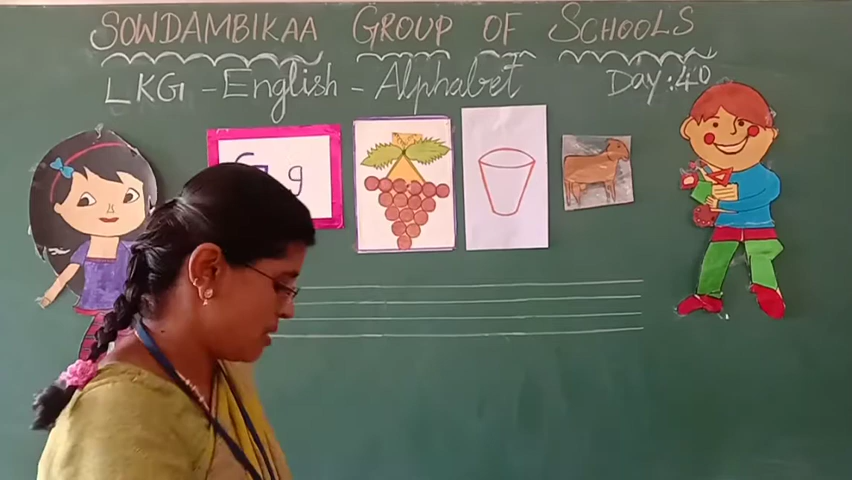 SOWDAMBIKAA GROUP OF SCHOOLS
LKG - English - Alphabet Day : 40
G g